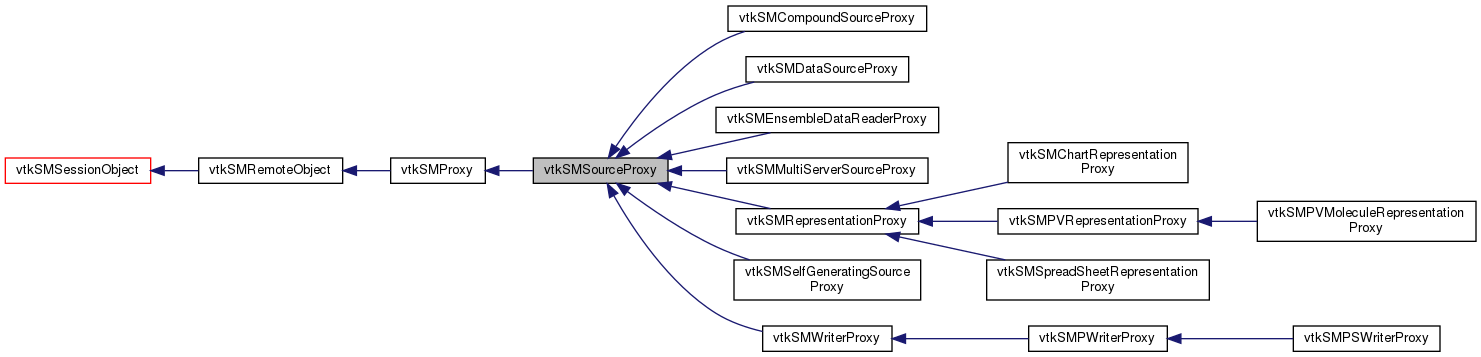 vtkSMCompoundSourceProxy
vtkSMDataSourceProxy
vtkSMEnsembleDataReaderProxy
vtkSMSessionObject
vtkSMRemoteObject
vtkSMProxy
vtkSMSourceProxy
vtkSMMultiServerSourceProxy
vtkSMChartRepresentation
Proxy
vtkSMRepresentationProxy
vtkSMPVRepresentationProxy
vtkSMPVMoleculeRepresentation
Proxy
vtkSMSelfGeneratingSource
Proxy
vtkSMSpreadSheetRepresentation
Proxy
vtkSMWriterProxy
vtkSMPWriterProxy
vtkSMPSWriterProxy